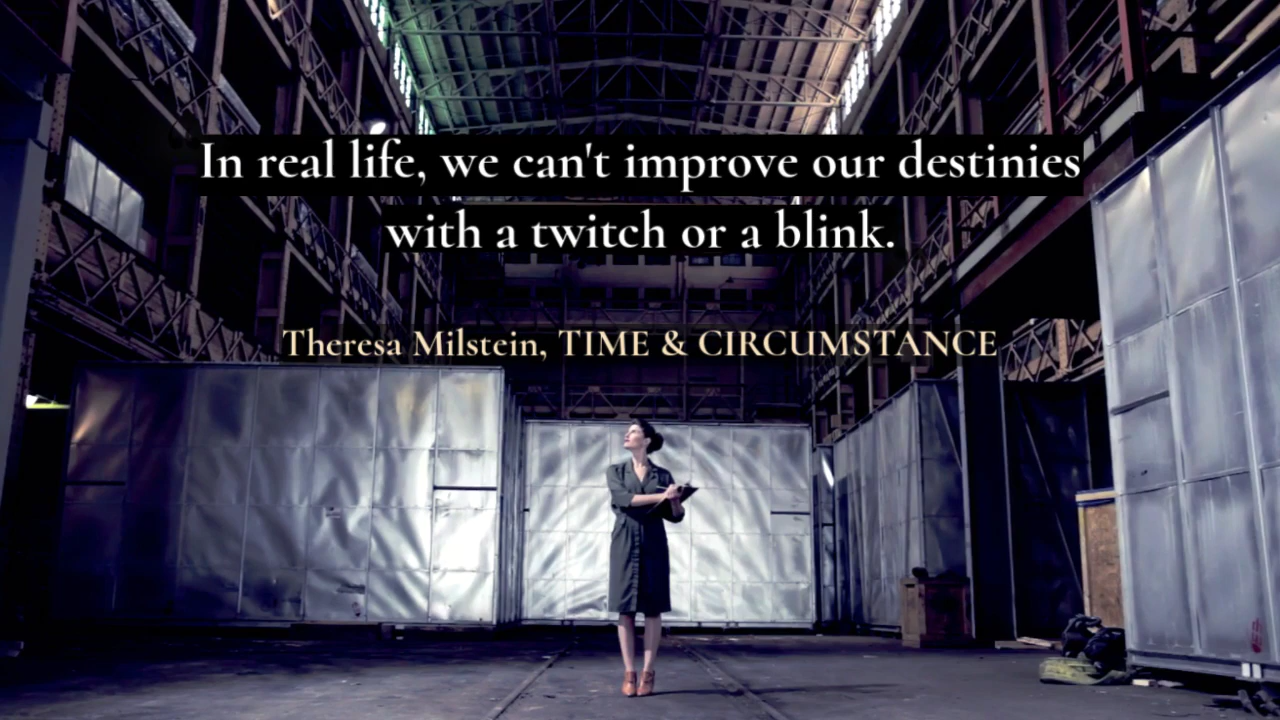 In real life, we can't improve our destinies
with a twitch or a blink.
Theresa Milstein, TIME & CIRCUMSTANCE